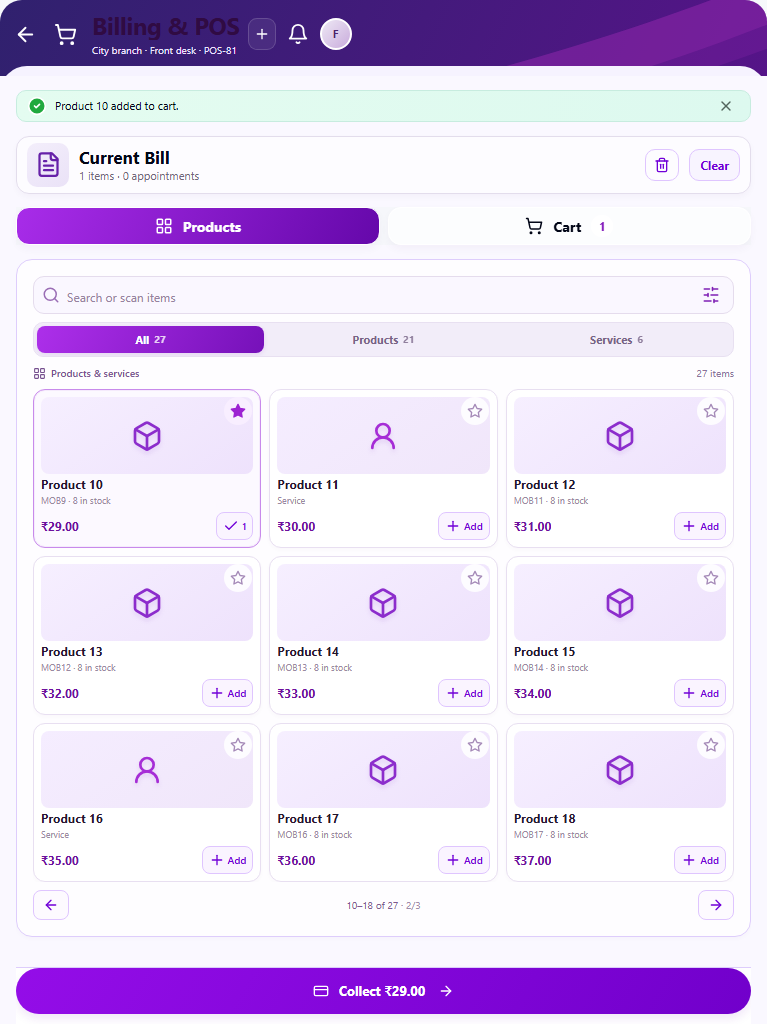 Billing & POS
City branch · Front desk · POS-81
F
Product 10 added to cart.
Current Bill
1 items · 0 appointments
Clear
Products
Cart 1
Search or scan items
All 27
Products 21
Services 6
Products & services
27 items
Product 10
MOB9 · 8 in stock
₹29.00
1
Product 11
Service
₹30.00
Add
Product 12
MOB11 · 8 in stock
₹31.00
Add
Product 13
MOB12 · 8 in stock
₹32.00
Add
Product 14
MOB13 · 8 in stock
₹33.00
Add
Product 15
MOB14 · 8 in stock
₹34.00
Add
Product 16
Service
₹35.00
Add
Product 17
MOB16 · 8 in stock
₹36.00
Add
Product 18
MOB17 · 8 in stock
₹37.00
Add
10–18 of 27 · 2/3
Collect ₹29.00